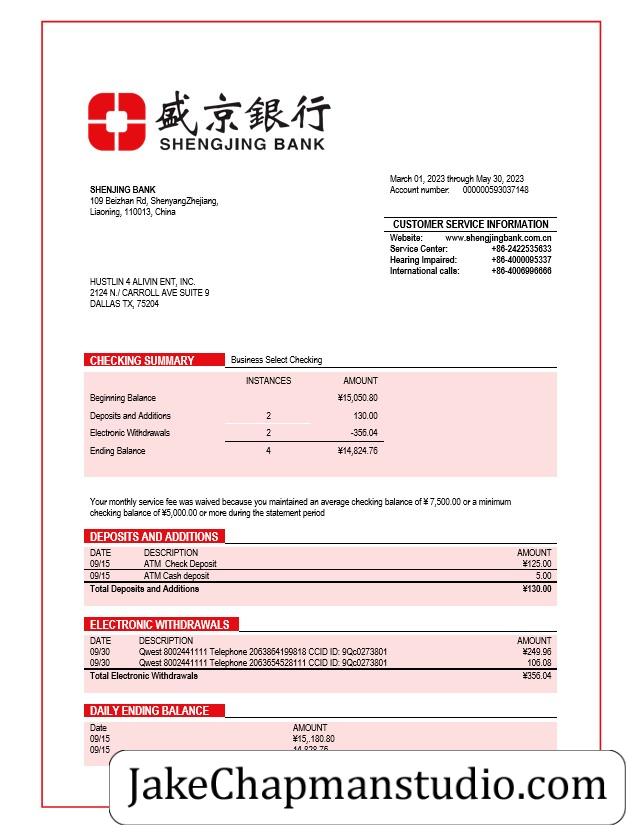 盛京銀行
SHENGJING BANK
March 01, 2023 through May 30, 2023
Account number: 000000593037148
SHENJING BANK
109 Beizhan Rd, ShenyangZhejiang,
Liaoning, 110013, China
CUSTOMER SERVICE INFORMATION
Website: www.shengjingbank.com.cn
Service Center: +86-2422535633
Hearing Impaired: +86-4000095337
International calls: +86-4006996666
HUSTLIN 4 ALIVIN ENT, INC.
2124 N./ CARROLL AVE SUITE 9
DALLAS TX, 75204
CHECKING SUMMARY Business Select Checking
INSTANCES AMOUNT
Beginning Balance ¥15,050.80
Deposits and Additions 2 130.00
Electronic Withdrawals 2 -356.04
Ending Balance 4 ¥14,824.76
Your monthly service fee was waived because you maintained an average checking balance of ¥ 7,500.00 or a minimum
checking balance of ¥5,000.00 or more during the statement period
DEPOSITS AND ADDITIONS
DATE DESCRIPTION AMOUNT
09/15 ATM Check Deposit ¥125.00
09/15 ATM Cash deposit 5.00
Total Deposits and Additions ¥130.00
ELECTRONIC WITHDRAWALS
DATE DESCRIPTION AMOUNT
09/30 Qwest 8002441111 Telephone 2063864199818 CCID ID: 9Qc0273801 ¥249.96
09/30 Qwest 8002441111 Telephone 2063654528111 CCID ID: 9Qc0273801 106.08
Total Electronic Withdrawals ¥356.04
DAILY ENDING BALANCE
Date AMOUNT
09/15 ¥15,.180.80
09/15
JakeChapmanstudio.com